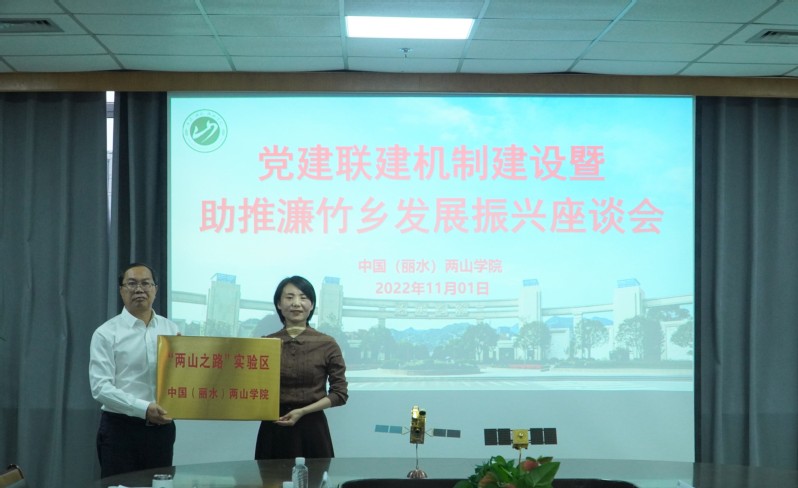 党建联建机制建设暨
助推濂竹乡发展振兴座谈会
中国（丽水）两山学院
2022年11月01日
“两山之路”实验区
中国（丽水）两山学院